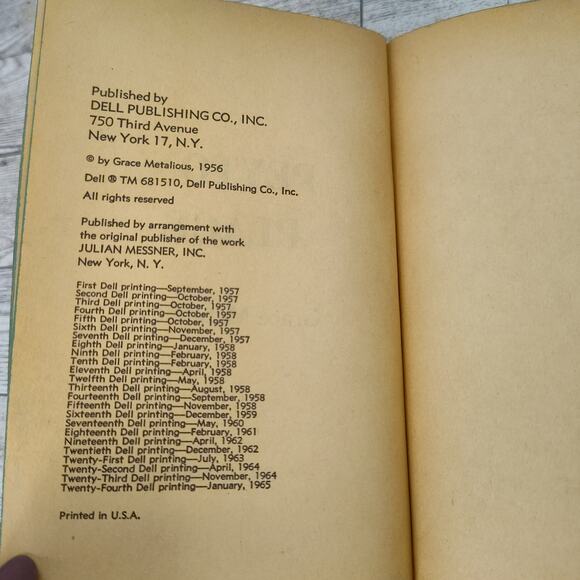 Published by
DELL PUBLISHING CO., INC.
750 Third Avenue
New York 17, N.Y.
© by Grace Metalious, 1956
Dell ® TM 681510, Dell Publishing Co., Inc.
All rights reserved
Published by arrangement with
the original publisher of the work
JULIAN MESSNER, INC.
New York, N. Y.
First Dell printing—September, 1957
Second Dell printing—October, 1957
Third Dell printing—October, 1957
Fourth Dell printing—October, 1957
Fifth Dell printing—October, 1957
Sixth Dell printing—November, 1957
Seventh Dell printing—December, 1957
Eighth Dell printing—January, 1958
Ninth Dell printing—February, 1958
Tenth Dell printing—February, 1958
Eleventh Dell printing—April, 1958
Twelfth Dell printing—May, 1958
Thirteenth Dell printing—August, 1958
Fourteenth Dell printing—September, 1958
Fifteenth Dell printing—November, 1958
Sixteenth Dell printing—December, 1959
Seventeenth Dell printing—May, 1960
Eighteenth Dell printing—February, 1961
Nineteenth Dell printing—April, 1962
Twentieth Dell printing—December, 1962
Twenty-First Dell printing—July, 1963
Twenty-Second Dell printing—April, 1964
Twenty-Third Dell printing—November, 1964
Twenty-Fourth Dell printing—January, 1965
Printed in U.S.A.